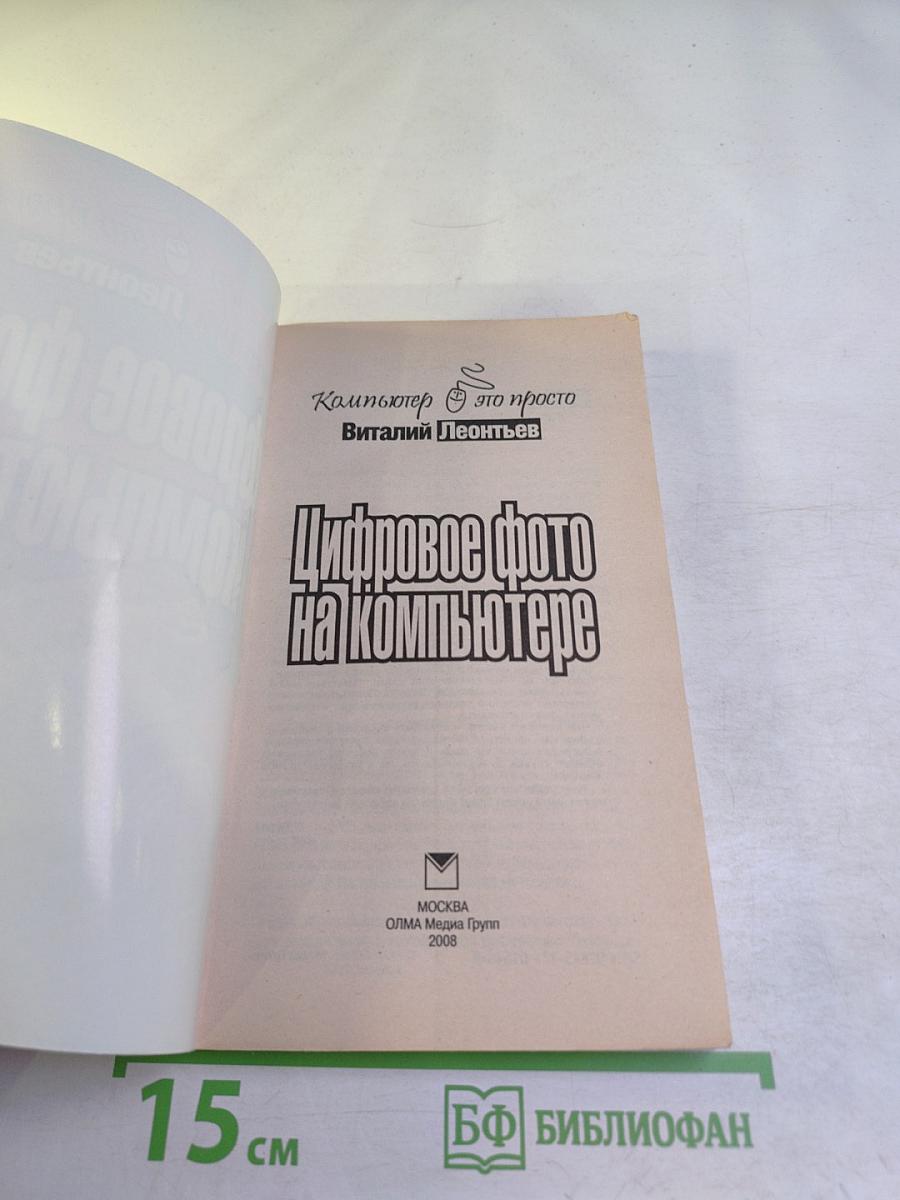 Компьютер это просто
Виталий Леонтьев
Цифровое фото
на компьютере
МОСКВА
ОЛМА Медиа Групп
2008
15 см
БФ БИБЛИОФАН